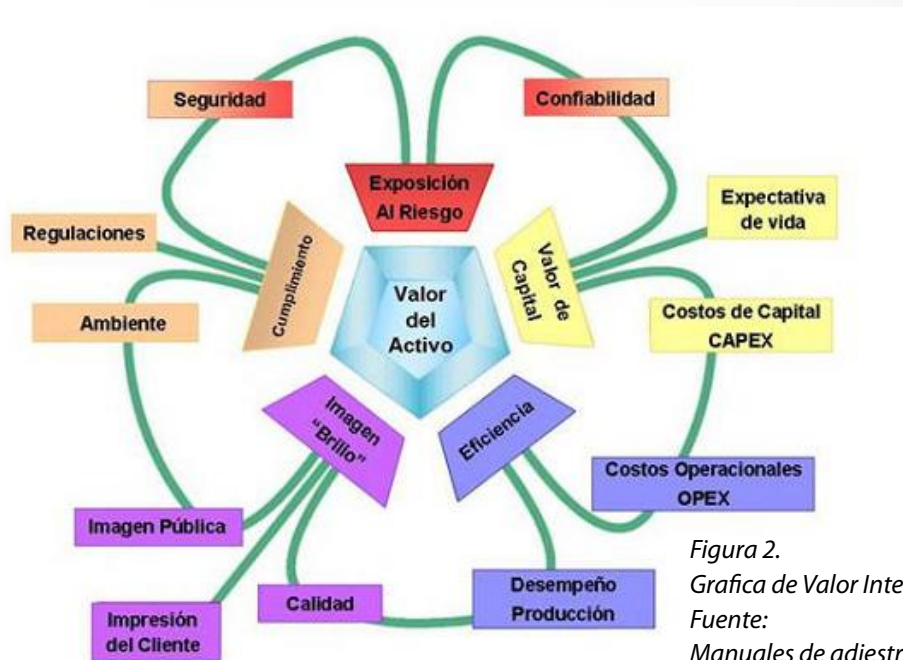 Seguridad
Confiabilidad
Exposición
Al Riesgo
Expectativa
de vida
Regulaciones
Cumplimiento
Valor de
Capital
Valor
del
Activo
Ambiente
Costos de Capital
CAPEX
Imagen
“Brillo”
Eficiencia
Costos Operacionales
OPEX
Imagen Pública
Desempeño
Producción
Calidad
Impresión
del Cliente
Figura 2.
Grafica de Valor Inte
Fuente:
Manuales de adiestr